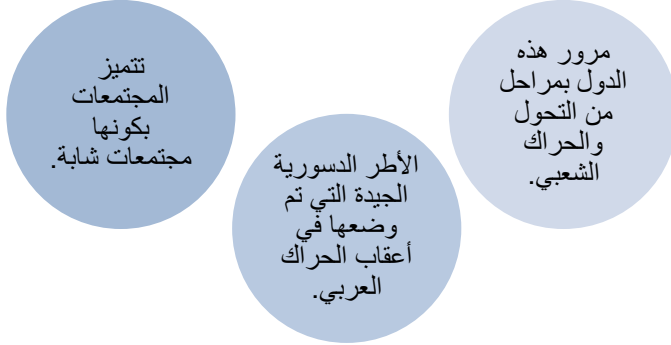 مرور هذه
الدول بمراحل
من التحول
والحراك
الشعبي.
الأطر الدسورية
الجيدة التي تم
وضعها في
أعقاب الحراك
العربي.
تتميز
المجتمعات
بكونها
مجتمعات شابة.